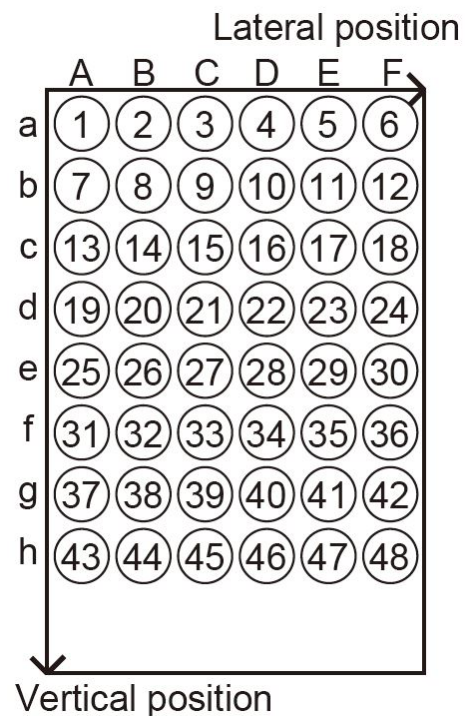 Lateral position
A B C D E F
a 1 2 3 4 5 6
b 7 8 9 10 11 12
c 13 14 15 16 17 18
d 19 20 21 22 23 24
e 25 26 27 28 29 30
f 31 32 33 34 35 36
g 37 38 39 40 41 42
h 43 44 45 46 47 48
Vertical position